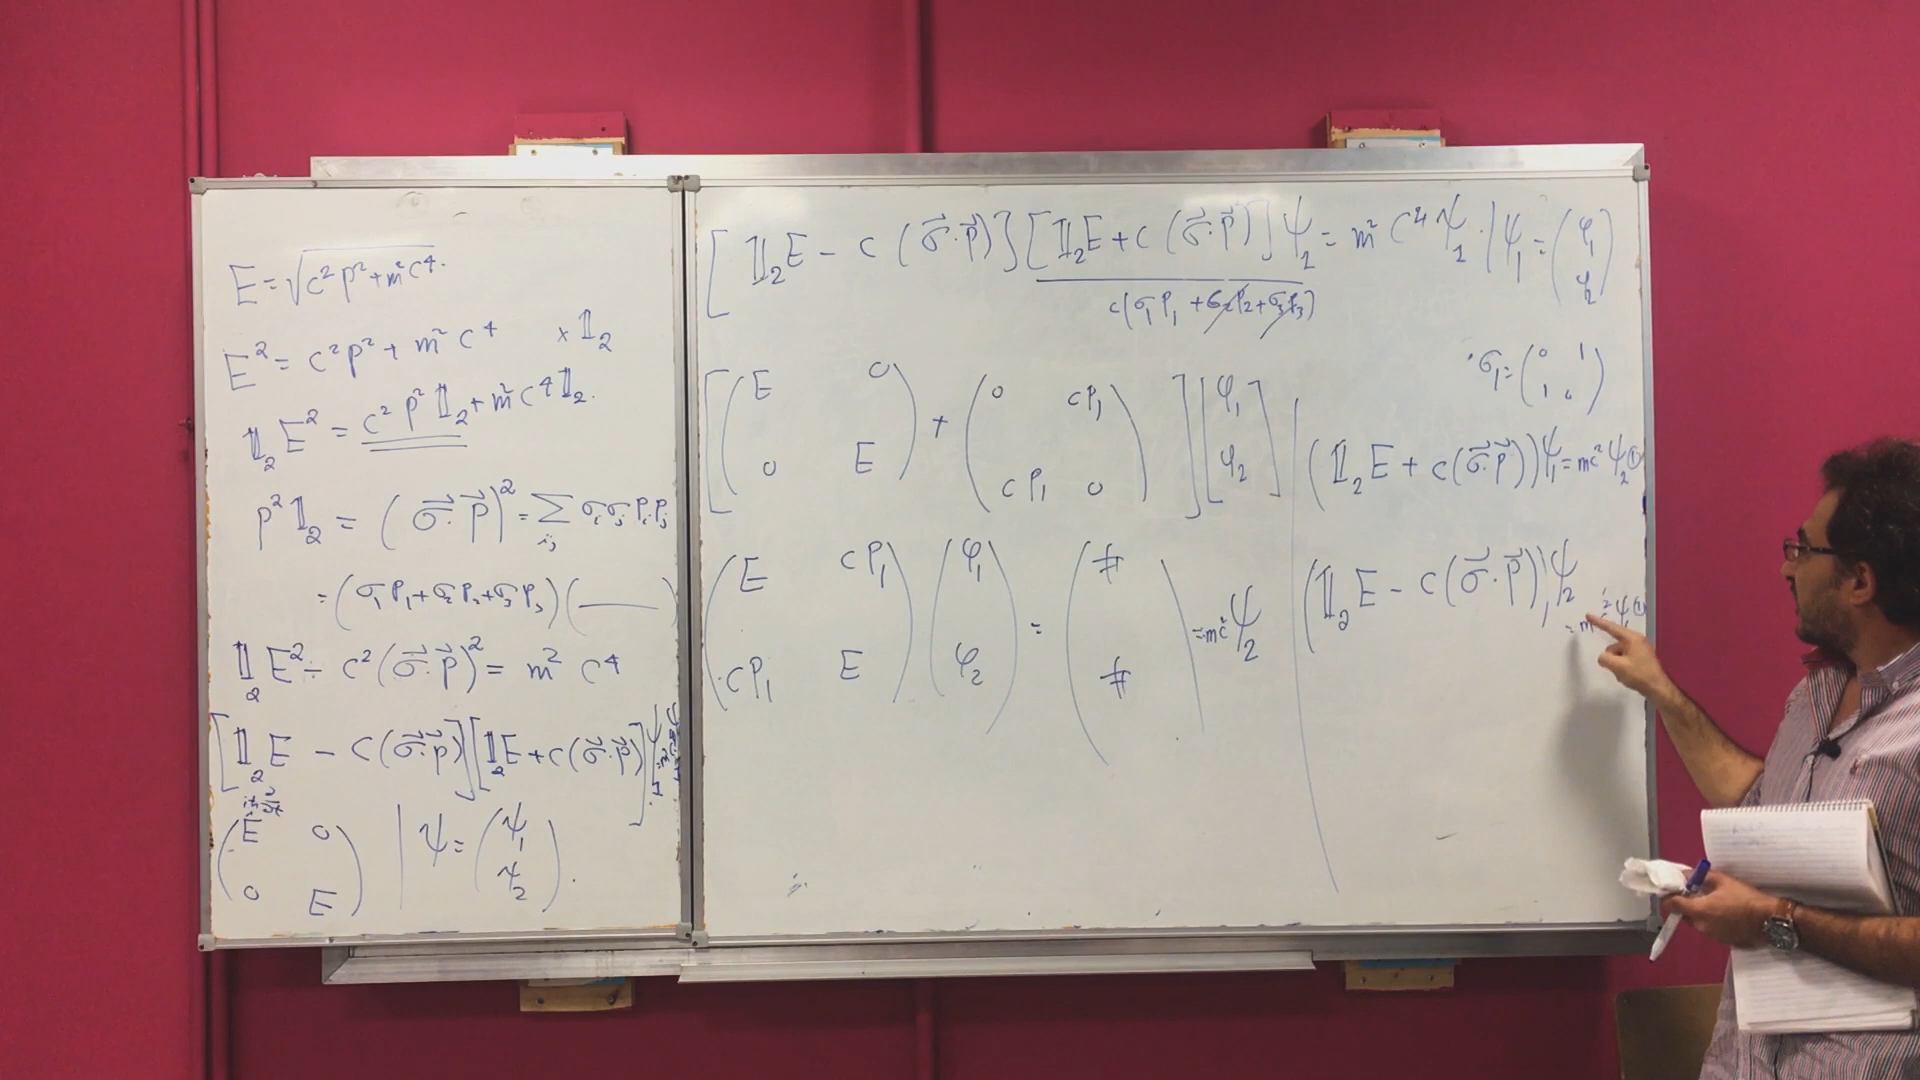 E = √(c²p² + m²c⁴).
E² = c²p² + m²c⁴ × 𝟙₂
𝟙₂E² = c²p²𝟙₂ + m²c⁴𝟙₂.
p²𝟙₂ = (σ⃗·p⃗)² = ∑ᵢⱼ σᵢσⱼPᵢPⱼ
= (σ₁P₁ + σ₂P₂ + σ₃P₃)(———)
𝟙₂E² - c²(σ⃗·p⃗)² = m²c⁴
[𝟙₂E - c(σ⃗·p⃗)][𝟙₂E + c(σ⃗·p⃗)]ψ
(E 0
0 E) | ψ = (ψ₁
ψ₂).
[𝟙₂E - c(σ⃗·p⃗)][𝟙₂E + c(σ⃗·p⃗)]ψ₂ = m²c⁴ψ₂ · | ψ₁ = (φ₁
φ₂)
c(σ₁P₁ + σ₂P₂ + σ₃P₃)
[(E 0
0 E) + (0 cP₁
cP₁ 0)][φ₁
φ₂]
(E cP₁
cP₁ E)(φ₁
φ₂) = (#
#) = mc²ψ₂
σ₁ = (0 1
1 0)
(𝟙₂E + c(σ⃗·p⃗))ψ₁ = mc²ψ₂ ①
(𝟙₂E - c(σ⃗·p⃗))ψ₂